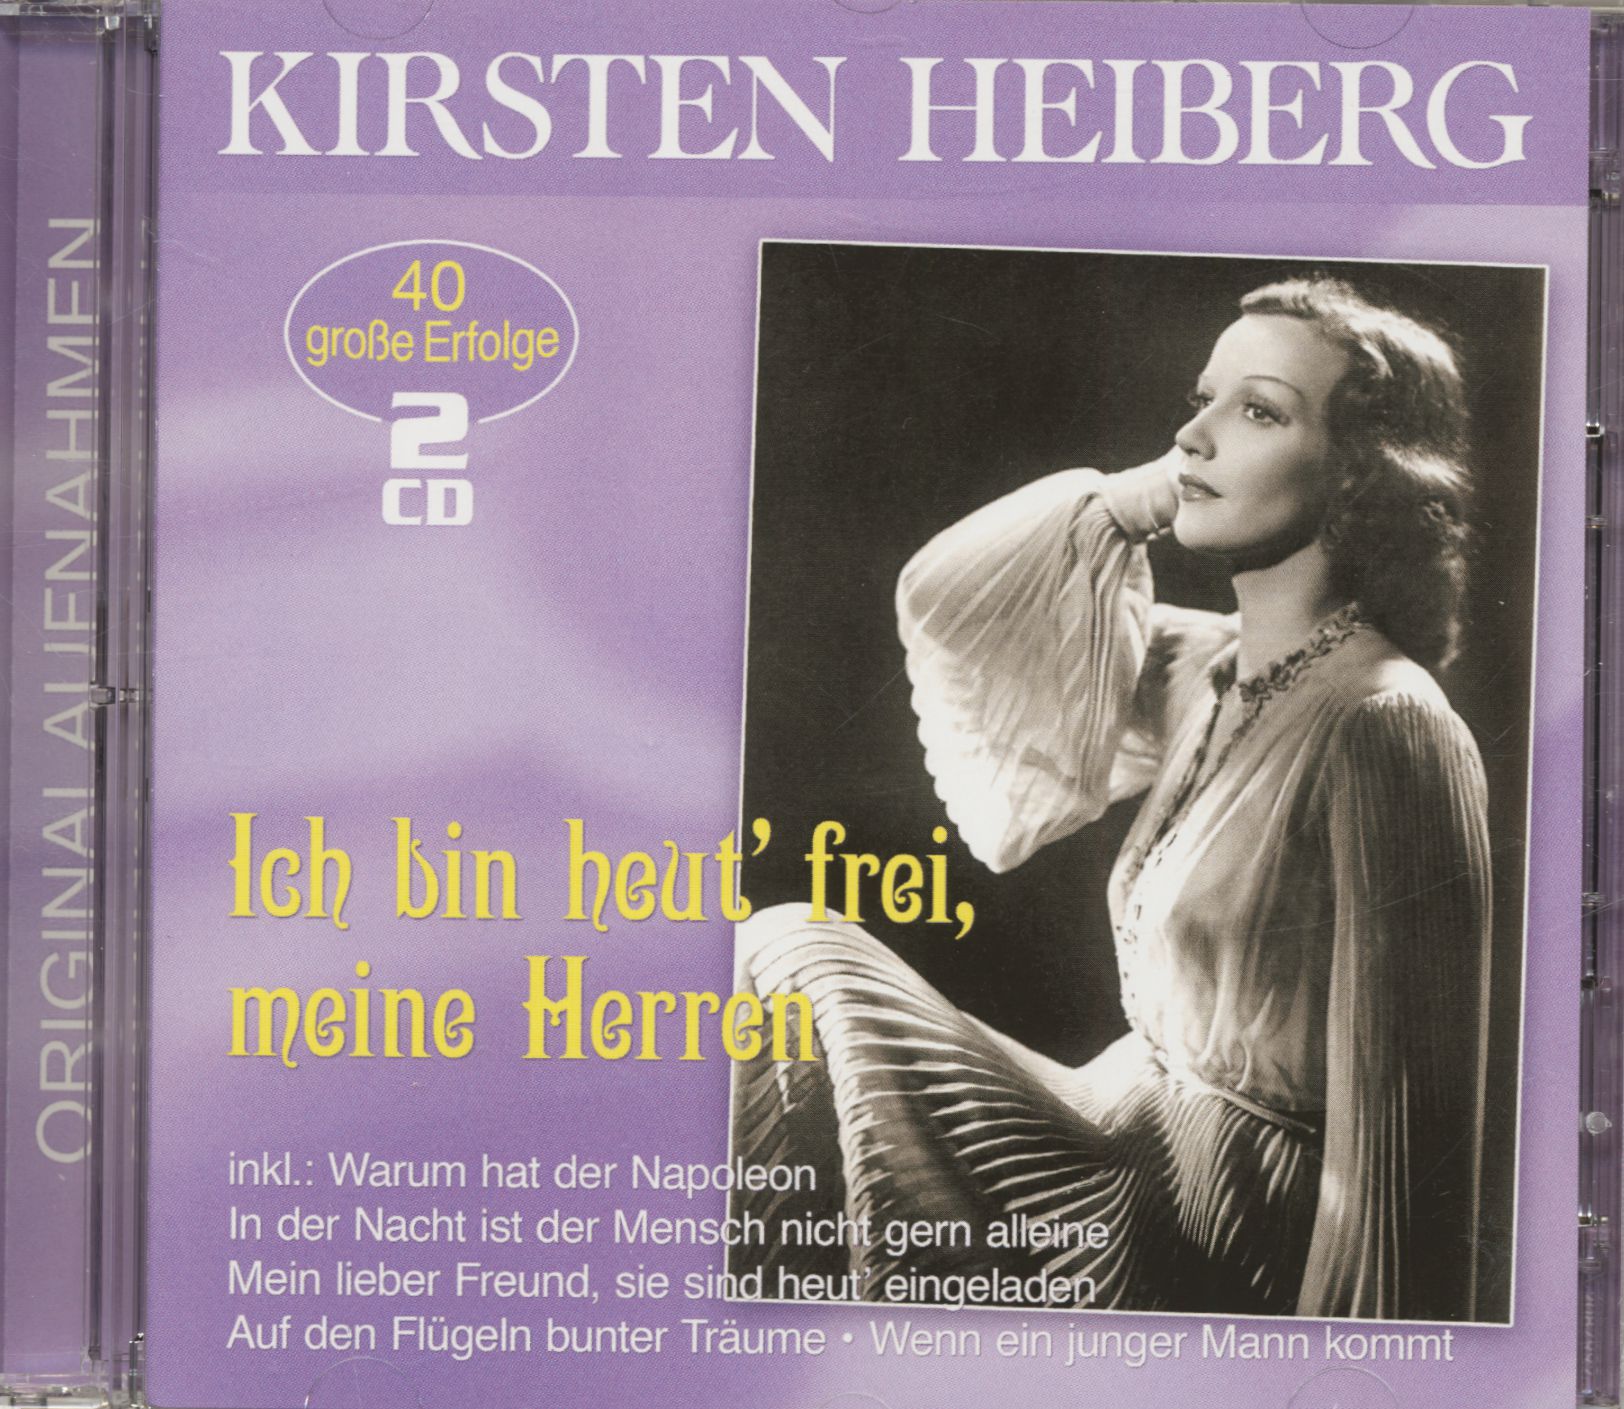 KIRSTEN HEIBERG
40
große Erfolge
2
CD
ORIGINALAUFNAHMEN
Ich bin heut' frei,
meine Herren
inkl.: Warum hat der Napoleon
In der Nacht ist der Mensch nicht gern alleine
Mein lieber Freund, sie sind heut' eingeladen
Auf den Flügeln bunter Träume • Wenn ein junger Mann kommt